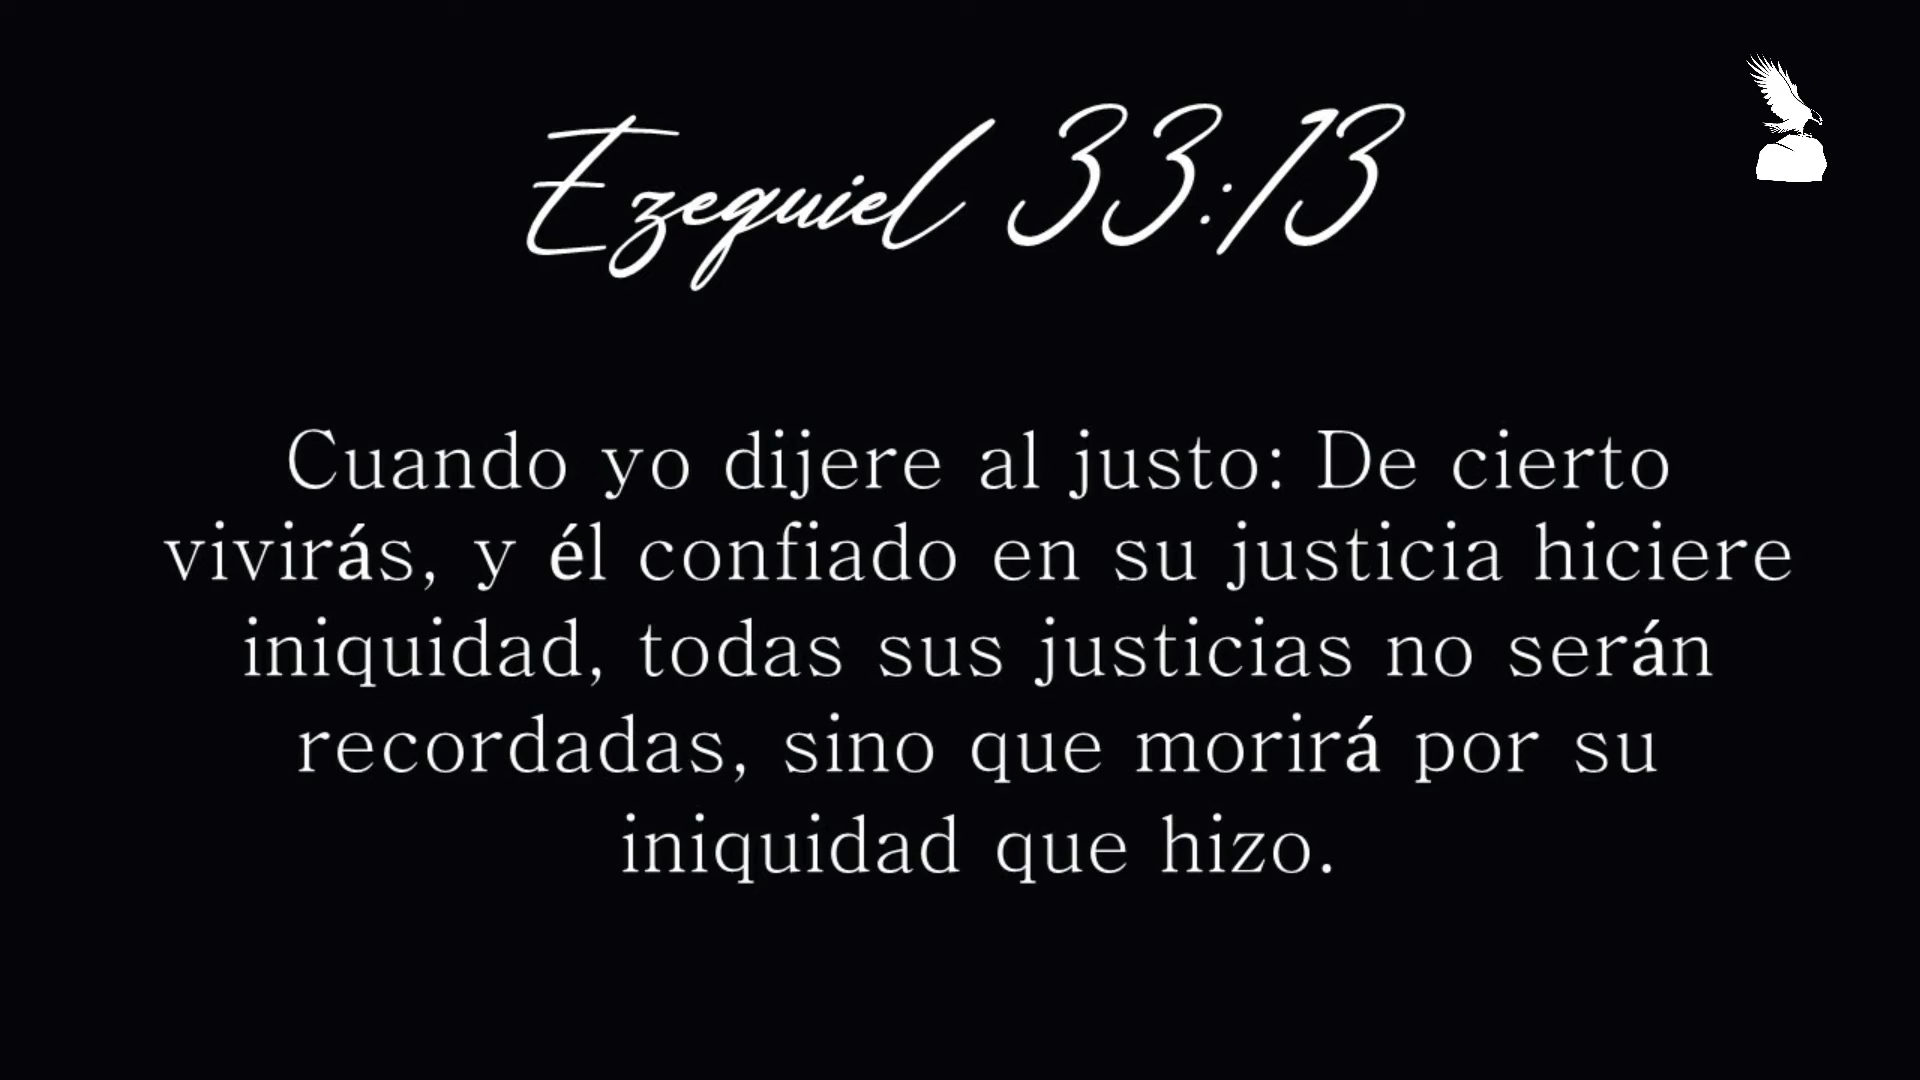 Ezequiel 33:13
Cuando yo dijere al justo: De cierto
vivirás, y él confiado en su justicia hiciere
iniquidad, todas sus justicias no serán
recordadas, sino que morirá por su
iniquidad que hizo.